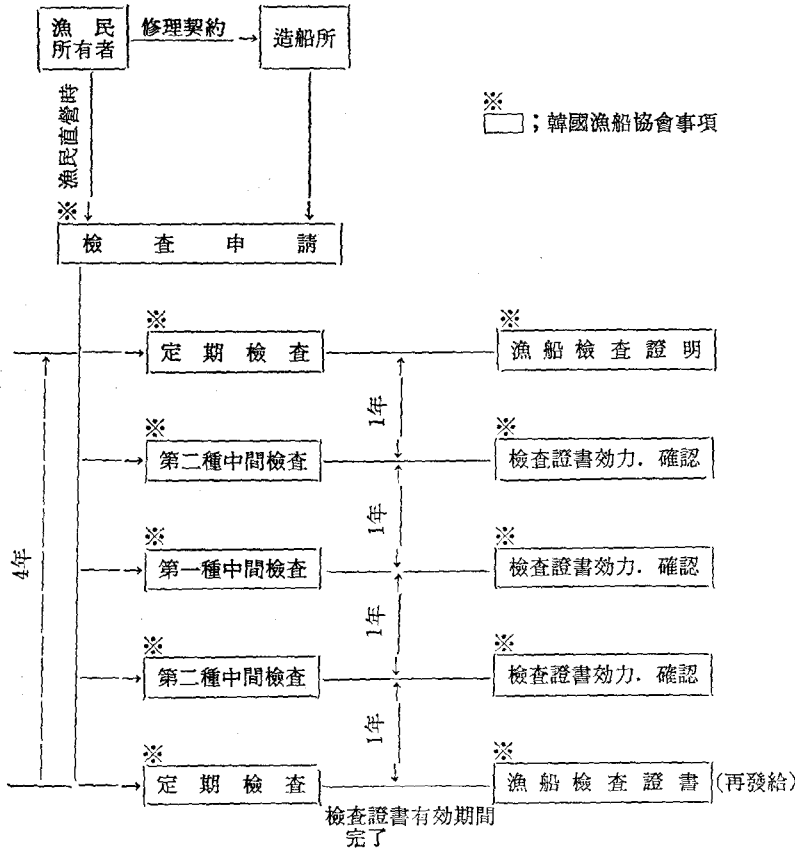 漁民
所有者
修理契約
造船所
漁民直營時
※
; 韓國漁船協會事項
※
檢査申請
※
定期檢査
※
漁船檢査證明
1年
※
第二種中間檢査
※
檢査證書効力. 確認
1年
4年
※
第一種中間檢査
※
檢査證書効力. 確認
1年
※
第二種中間檢査
※
檢査證書効力. 確認
1年
※
定期檢査
※
漁船檢査證書 (再發給)
檢査證書有効期間
完了